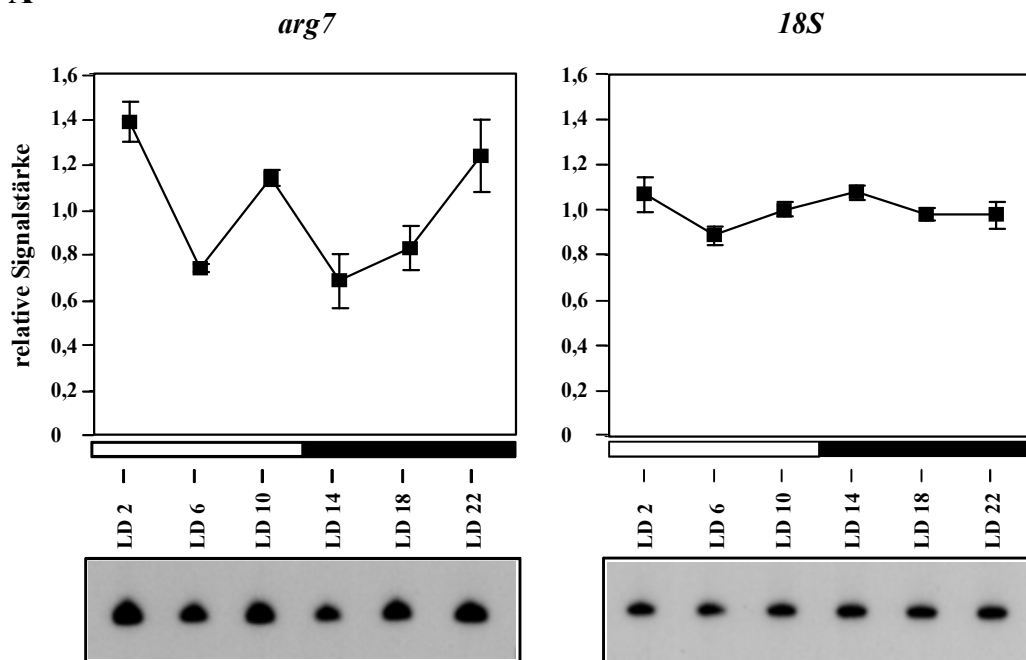 A
arg7
18S
relative Signalstärke
1,6
1,4
1,2
1,0
0,8
0,6
0,4
0,2
0
1,6
1,4
1,2
1,0
0,8
0,6
0,4
0,2
0
LD 2
LD 6
LD 10
LD 14
LD 18
LD 22
LD 2
LD 6
LD 10
LD 14
LD 18
LD 22